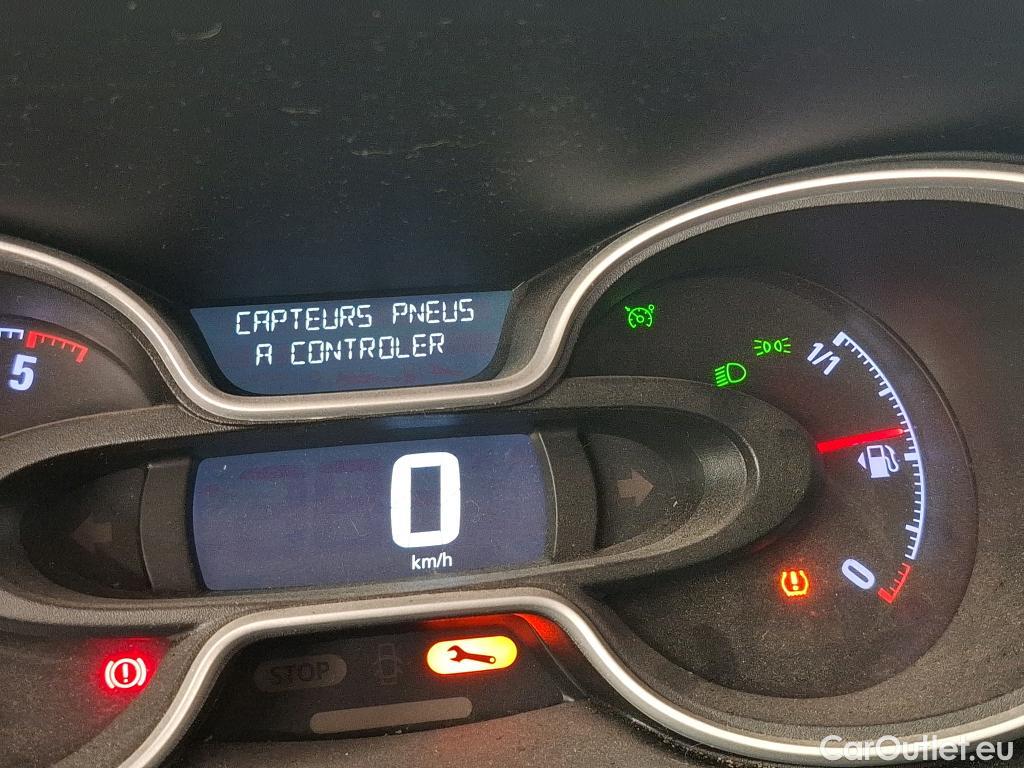 CAPTEURS PNEUS
A CONTROLER
5
1/1
0
km/h
0
STOP
CarOutlet.eu